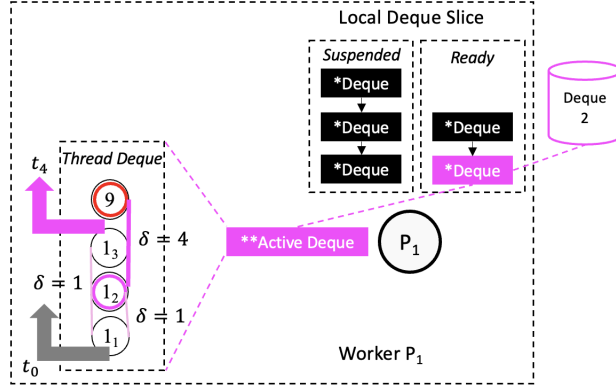 Local Deque Slice
Suspended
*Deque
*Deque
*Deque
Ready
*Deque
*Deque
Deque
2
Thread Deque
t₄
9
δ = 4
1₃
δ = 1
1₂
δ = 1
1₁
t₀
**Active Deque
P₁
Worker P₁